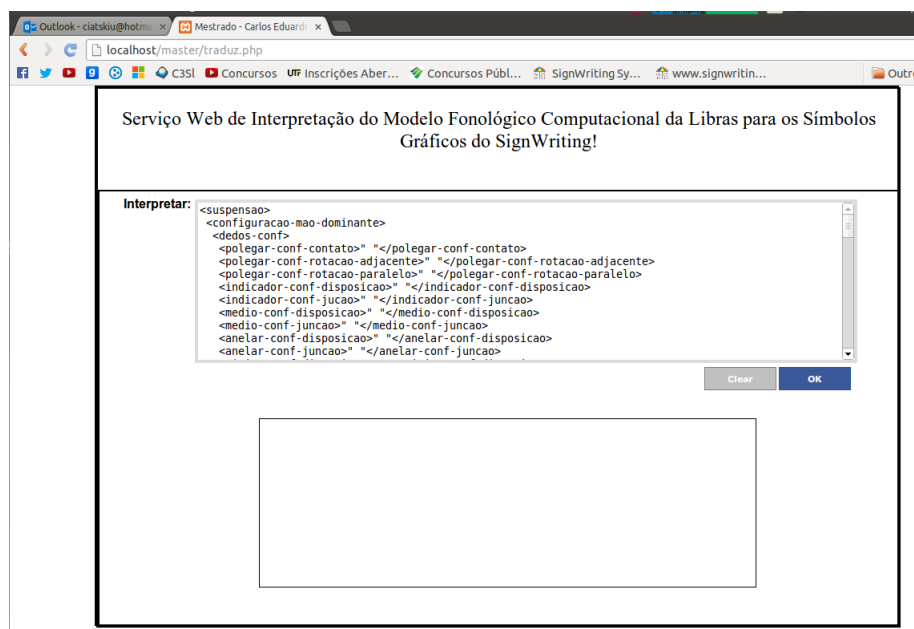 Outlook - ciatskiu@hotma
Mestrado - Carlos Eduard
localhost/master/traduz.php
C3Sl Concursos Inscrições Aber... Concursos Públ... SignWriting Sy... www.signwritin... Outr
Serviço Web de Interpretação do Modelo Fonológico Computacional da Libras para os Símbolos
Gráficos do SignWriting!
Interpretar:
<suspensao>
<configuracao-mao-dominante>
<dedos-conf>
<polegar-conf-contato>" "</polegar-conf-contato>
<polegar-conf-rotacao-adjacente>" "</polegar-conf-rotacao-adjacente>
<polegar-conf-rotacao-paralelo>" "</polegar-conf-rotacao-paralelo>
<indicador-conf-disposicao>" "</indicador-conf-disposicao>
<indicador-conf-jucao>" "</indicador-conf-juncao>
<medio-conf-disposicao>" "</medio-conf-disposicao>
<medio-conf-juncao>" "</medio-conf-juncao>
<anelar-conf-disposicao>" "</anelar-conf-disposicao>
<anelar-conf-juncao>" "</anelar-conf-juncao>
Clear OK